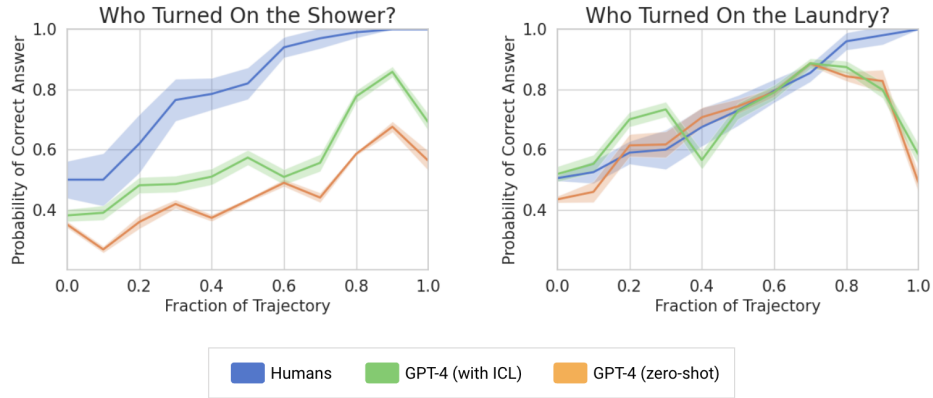 Who Turned On the Shower?
Probability of Correct Answer
1.0
0.8
0.6
0.4
0.0 0.2 0.4 0.6 0.8 1.0
Fraction of Trajectory
Who Turned On the Laundry?
Probability of Correct Answer
1.0
0.8
0.6
0.4
0.0 0.2 0.4 0.6 0.8 1.0
Fraction of Trajectory
Humans GPT-4 (with ICL) GPT-4 (zero-shot)